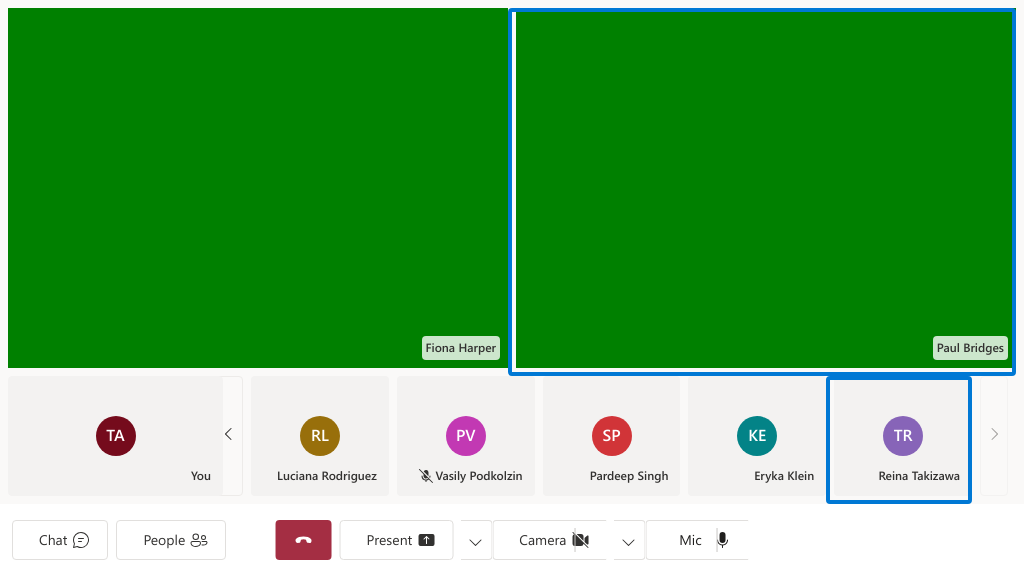 Fiona Harper
Paul Bridges
TA
You
RL
Luciana Rodriguez
PV
Vasily Podkolzin
SP
Pardeep Singh
KE
Eryka Klein
TR
Reina Takizawa
Chat
People
Present
Camera
Mic